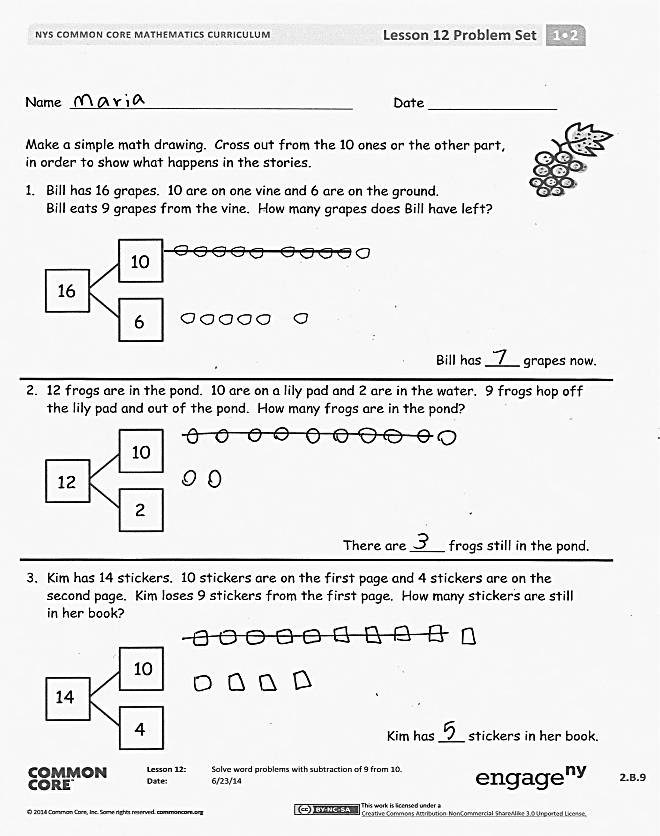 NYS COMMON CORE MATHEMATICS CURRICULUM Lesson 12 Problem Set 1•2
Name Maria Date
Make a simple math drawing. Cross out from the 10 ones or the other part,
in order to show what happens in the stories.
1. Bill has 16 grapes. 10 are on one vine and 6 are on the ground.
Bill eats 9 grapes from the vine. How many grapes does Bill have left?
10
16
6
Bill has 7 grapes now.
2. 12 frogs are in the pond. 10 are on a lily pad and 2 are in the water. 9 frogs hop off
the lily pad and out of the pond. How many frogs are in the pond?
10
12
2
There are 3 frogs still in the pond.
3. Kim has 14 stickers. 10 stickers are on the first page and 4 stickers are on the
second page. Kim loses 9 stickers from the first page. How many stickers are still
in her book?
10
14
4
Kim has 5 stickers in her book.
COMMON CORE™ Lesson 12: Solve word problems with subtraction of 9 from 10.
Date: 6/23/14
engageny 2.B.9
© 2014 Common Core, Inc. Some rights reserved. commoncore.org
(cc) BY-NC-SA This work is licensed under a
Creative Commons Attribution-NonCommercial-ShareAlike 3.0 Unported License.